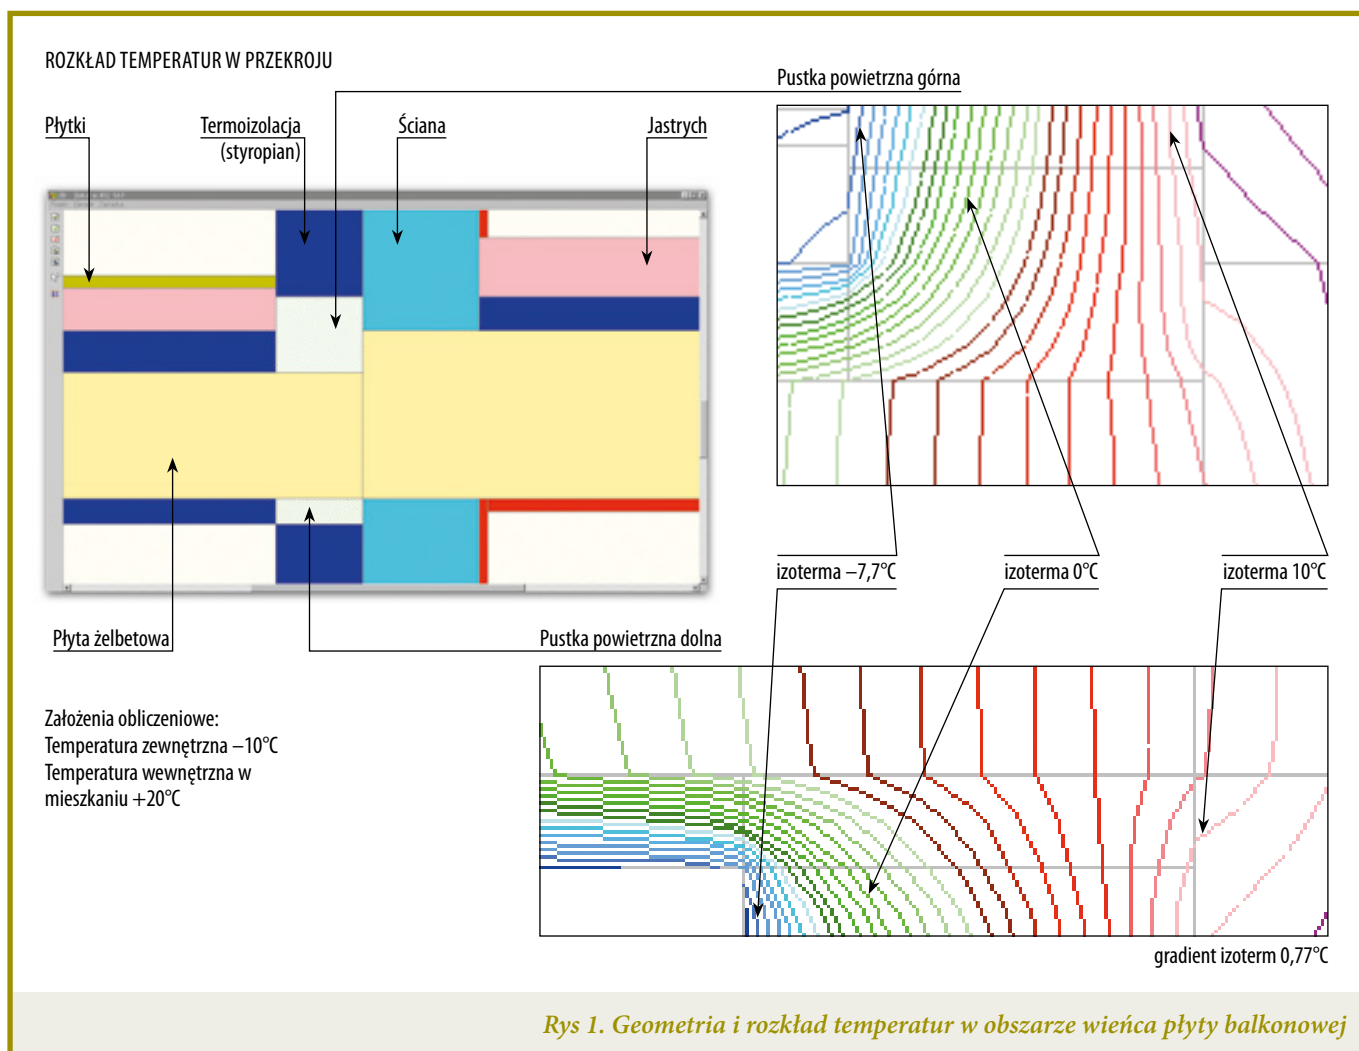 ROZKŁAD TEMPERATUR W PRZEKROJU
Pustka powietrzna górna
Płytki
Termoizolacja
(styropian)
Ściana
Jastrych
izoterma –7,7°C
izoterma 0°C
izoterma 10°C
Płyta żelbetowa
Pustka powietrzna dolna
Założenia obliczeniowe:
Temperatura zewnętrzna –10°C
Temperatura wewnętrzna w
mieszkaniu +20°C
gradient izoterm 0,77°C
Rys 1. Geometria i rozkład temperatur w obszarze wieńca płyty balkonowej